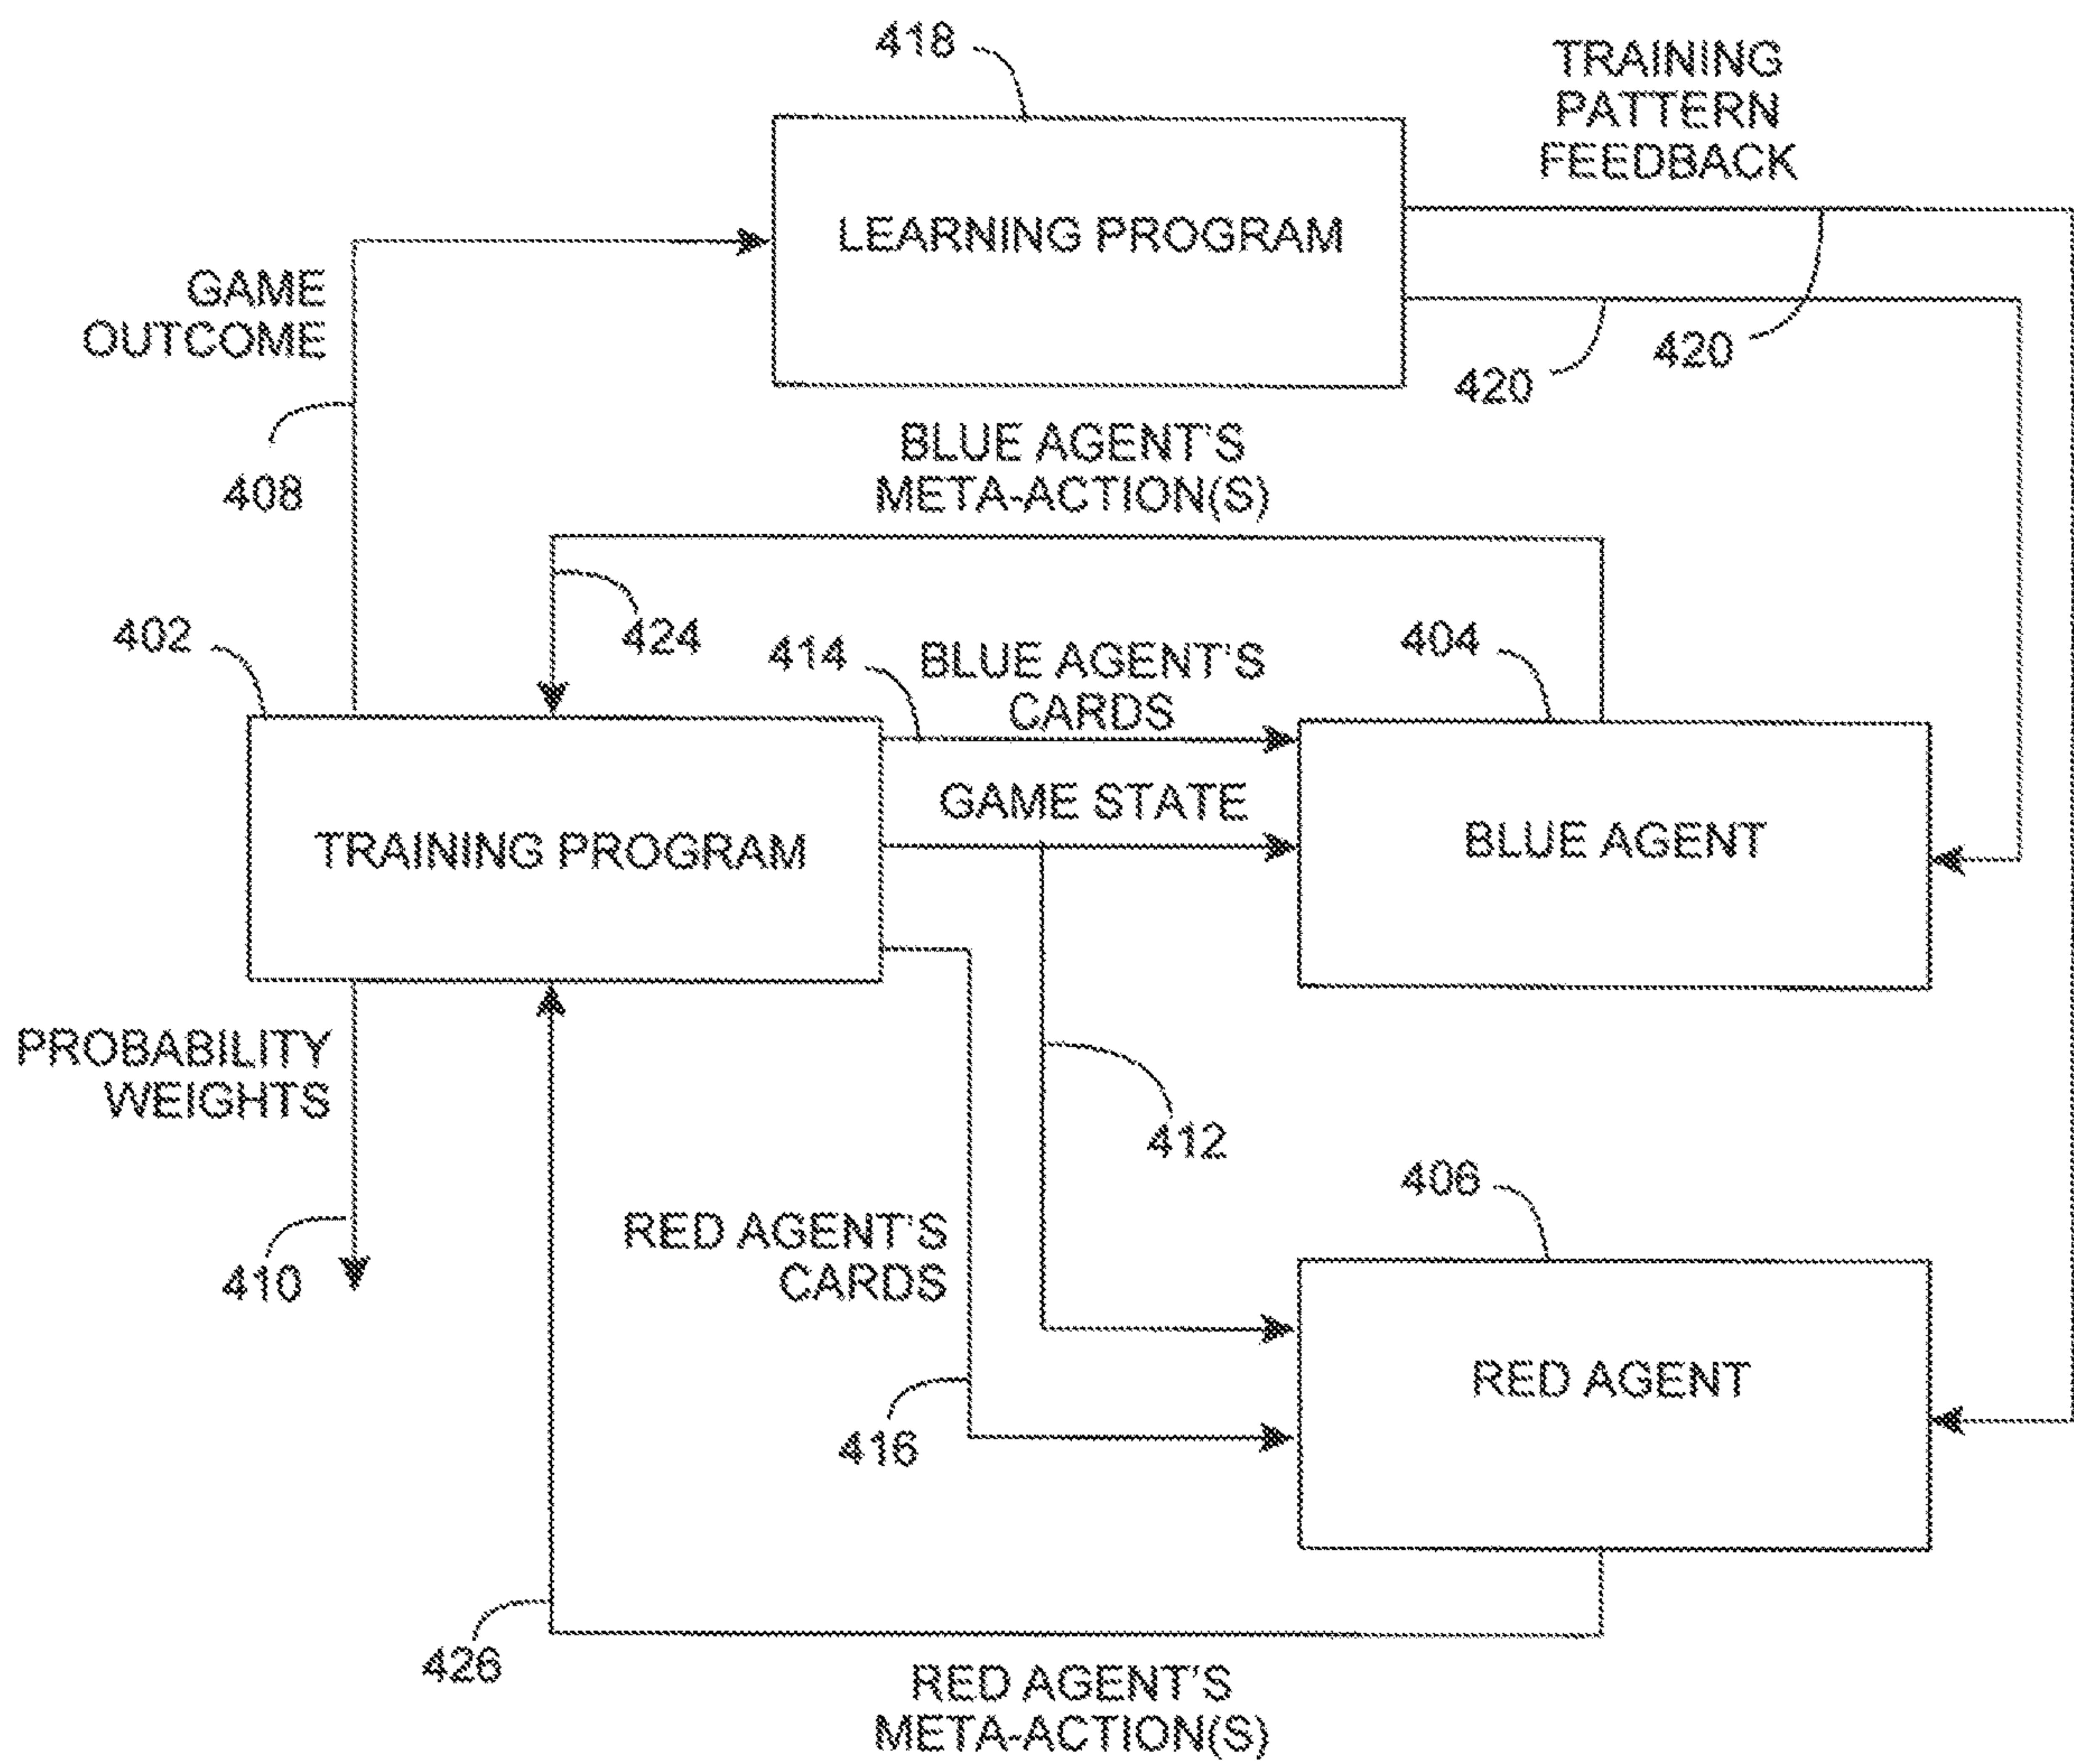 418
TRAINING
PATTERN
FEEDBACK
LEARNING PROGRAM
GAME
OUTCOME
420
420
408
BLUE AGENT'S
META-ACTION(S)
402
424
414
BLUE AGENT'S
CARDS
404
GAME STATE
TRAINING PROGRAM
BLUE AGENT
PROBABILITY
WEIGHTS
412
406
RED AGENT'S
CARDS
410
RED AGENT
416
426
RED AGENT'S
META-ACTION(S)